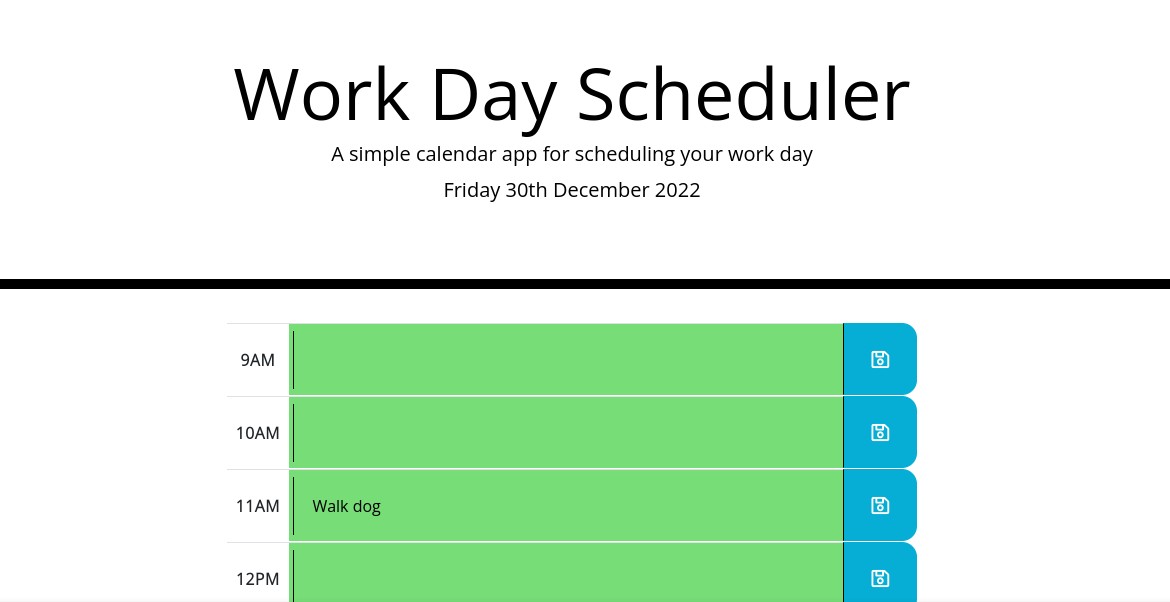 Work Day Scheduler
A simple calendar app for scheduling your work day
Friday 30th December 2022
9AM
10AM
11AM Walk dog
12PM